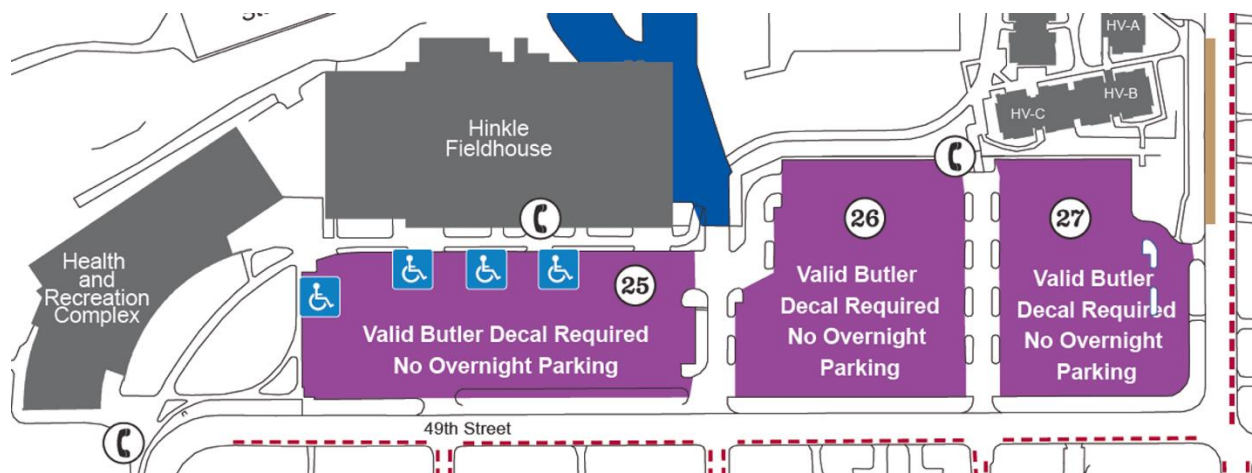 HV-A
HV-B
HV-C
Hinkle
Fieldhouse
Health
and
Recreation
Complex
25
Valid Butler Decal Required
No Overnight Parking
26
Valid Butler
Decal Required
No Overnight
Parking
27
Valid Butler
Decal Required
No Overnight
Parking
49th Street